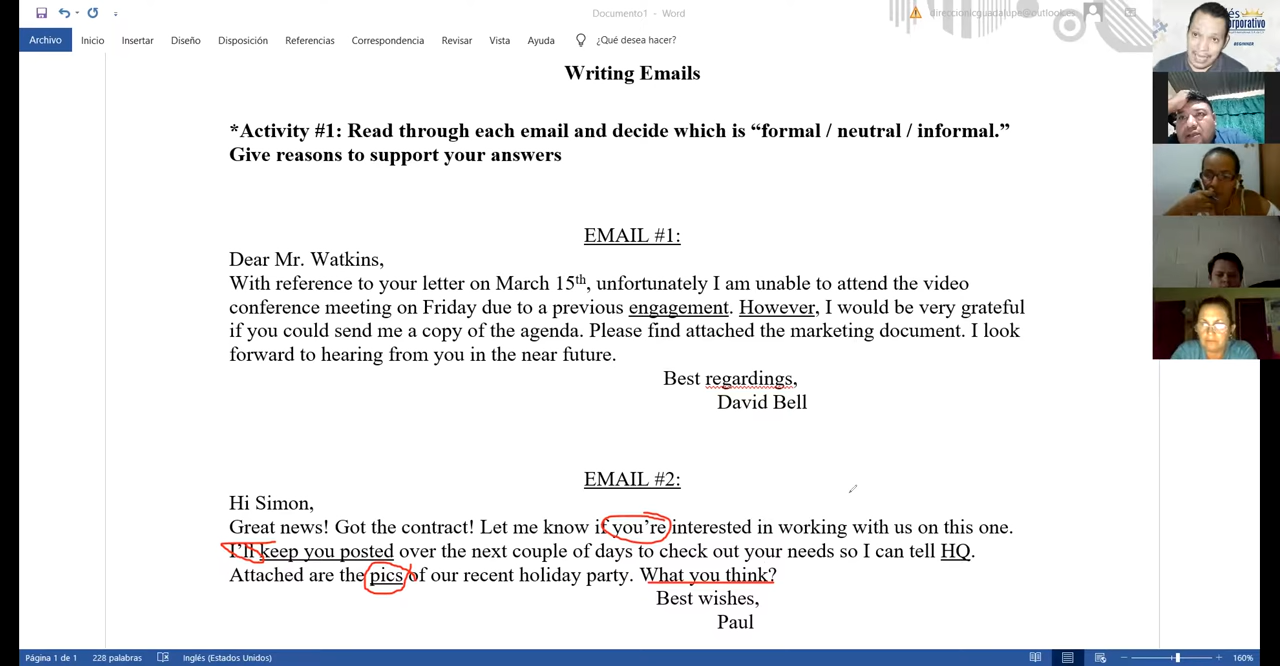 Documento1 - Word
direccionicguadalupe@outlook.es
Archivo Inicio Insertar Diseño Disposición Referencias Correspondencia Revisar Vista Ayuda ¿Qué desea hacer?
Writing Emails
*Activity #1: Read through each email and decide which is “formal / neutral / informal.”
Give reasons to support your answers
EMAIL #1:
Dear Mr. Watkins,
With reference to your letter on March 15th, unfortunately I am unable to attend the video
conference meeting on Friday due to a previous engagement. However, I would be very grateful
if you could send me a copy of the agenda. Please find attached the marketing document. I look
forward to hearing from you in the near future.
Best regardings,
David Bell
EMAIL #2:
Hi Simon,
Great news! Got the contract! Let me know if you’re interested in working with us on this one.
I’ll keep you posted over the next couple of days to check out your needs so I can tell HQ.
Attached are the pics of our recent holiday party. What you think?
Best wishes,
Paul
Página 1 de 1 228 palabras Inglés (Estados Unidos) 160%
BEGINNER